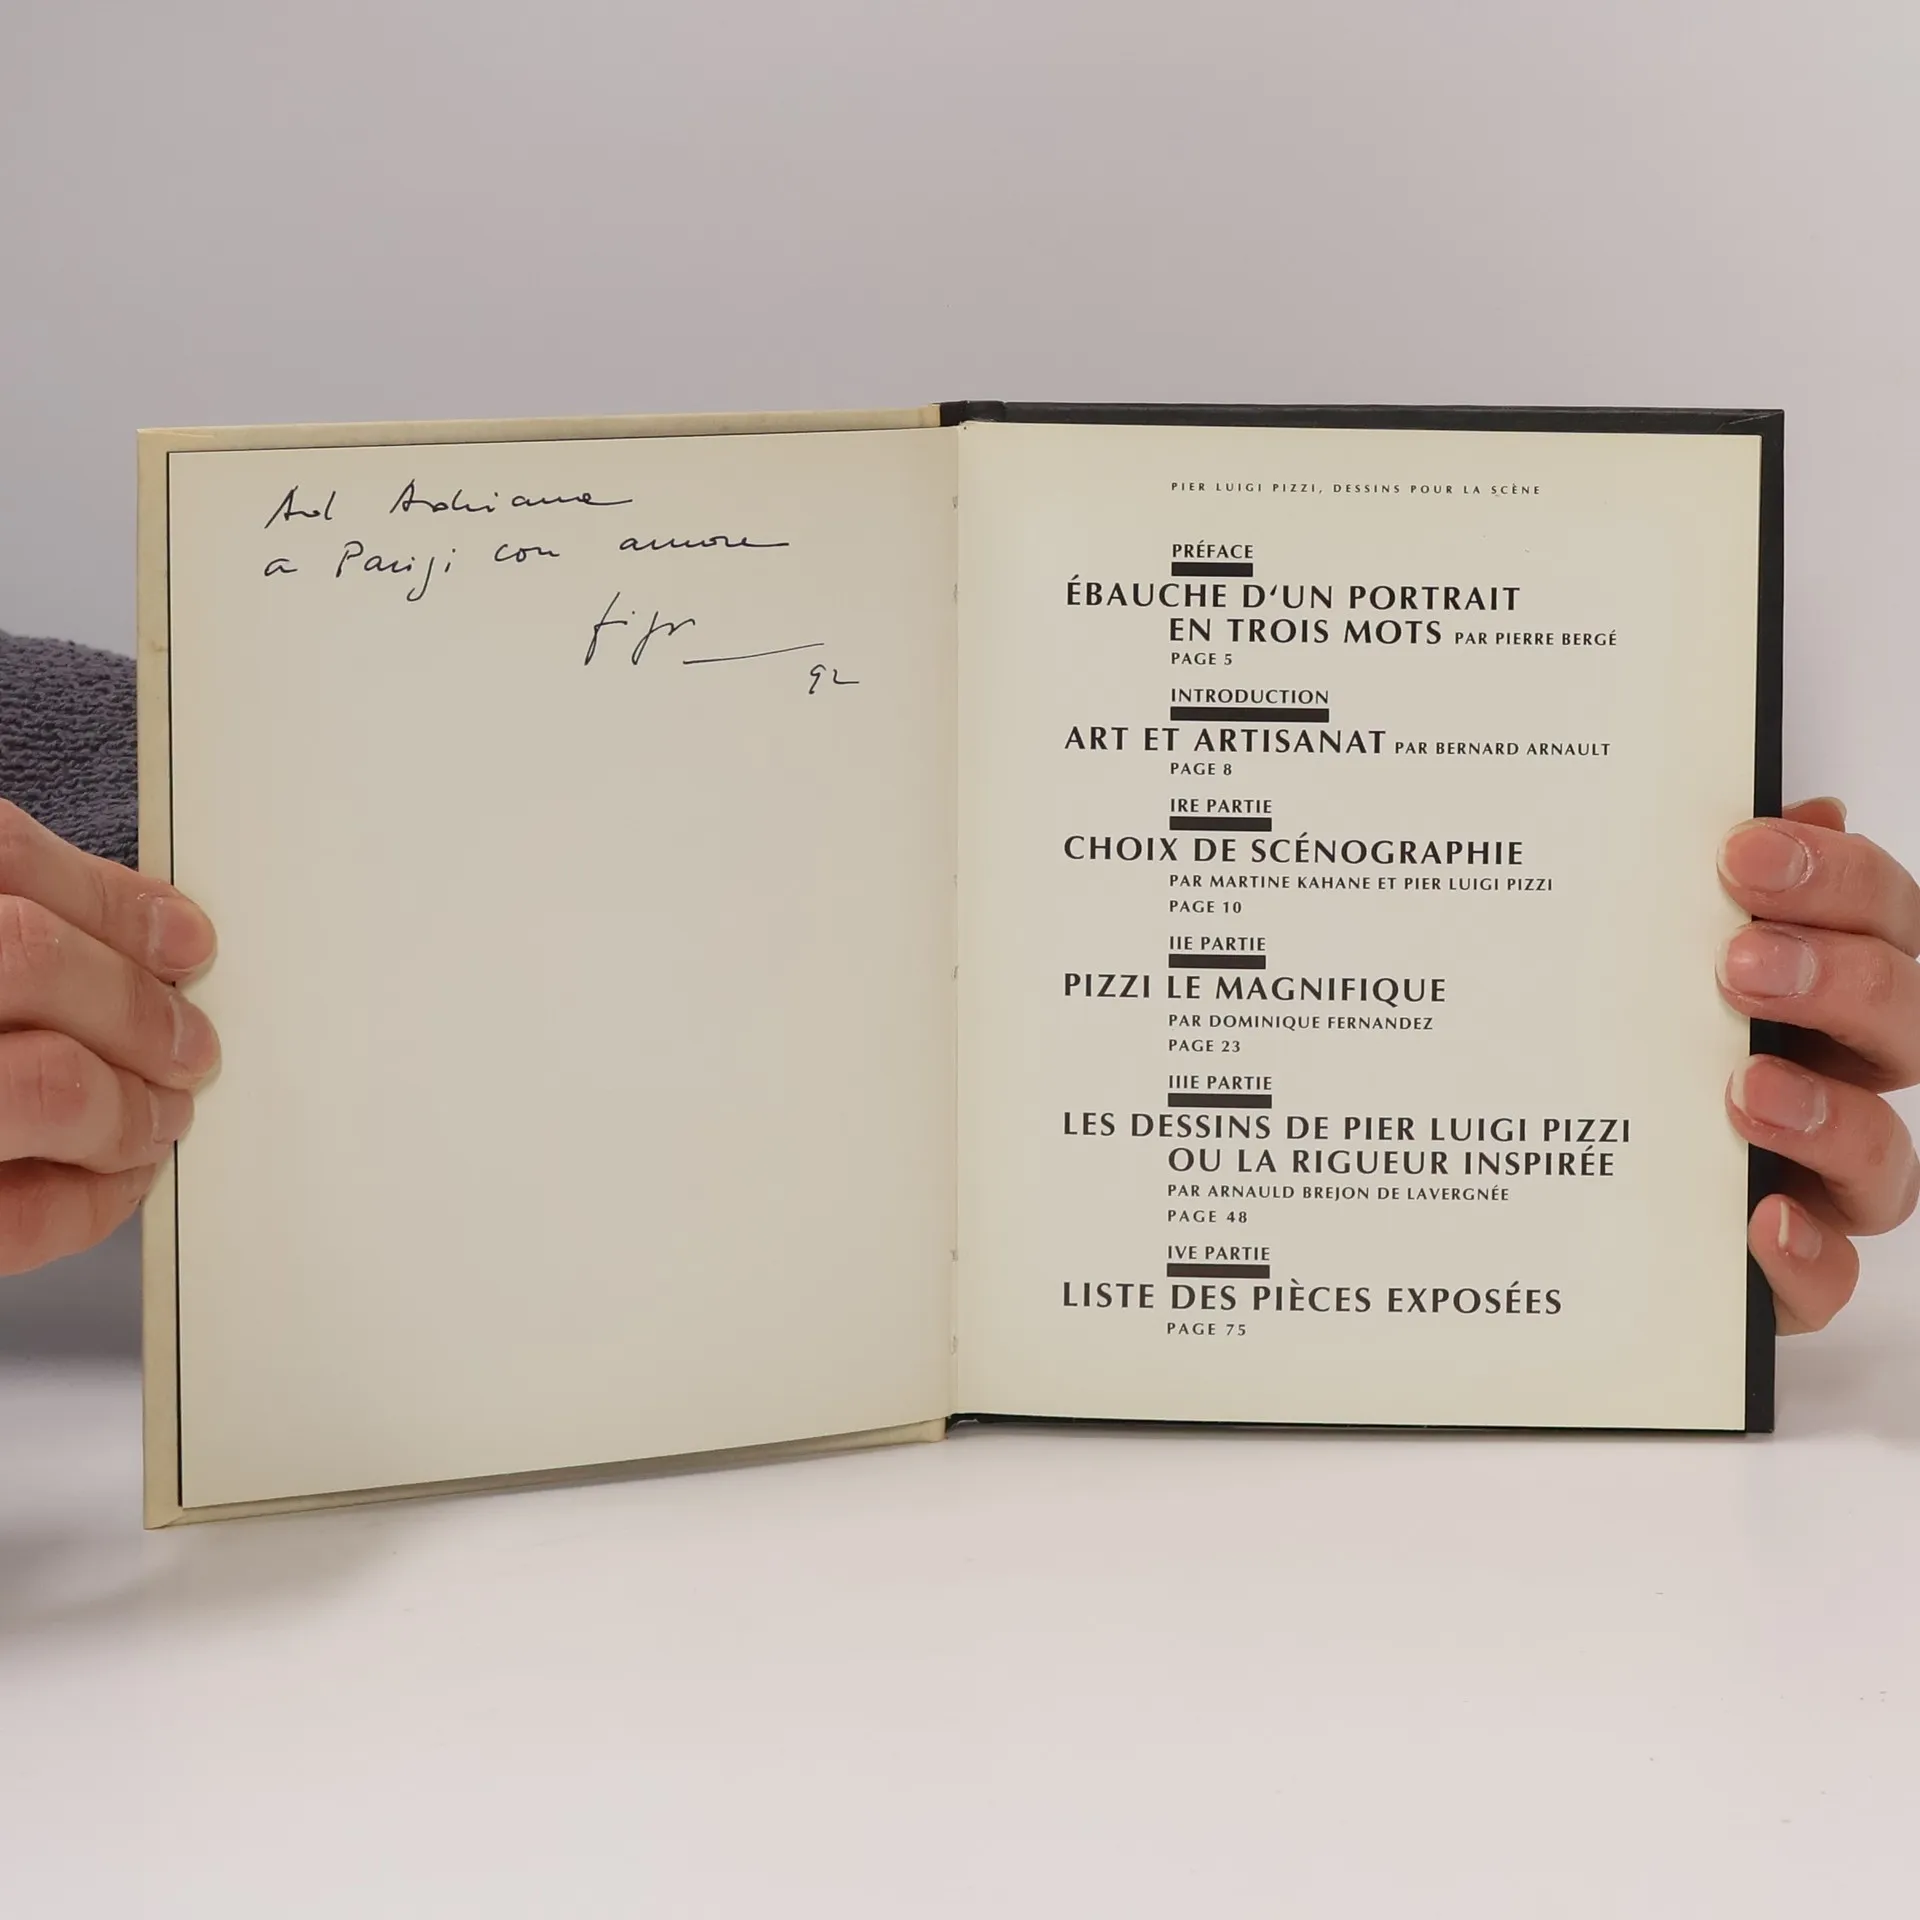 Ad Adriana
a Parigi con amore
92
PIER LUIGI PIZZI, DESSINS POUR LA SCÈNE
PRÉFACE
ÉBAUCHE D‘UN PORTRAIT
EN TROIS MOTS PAR PIERRE BERGÉ
PAGE 5
INTRODUCTION
ART ET ARTISANAT PAR BERNARD ARNAULT
PAGE 8
IRE PARTIE
CHOIX DE SCÉNOGRAPHIE
PAR MARTINE KAHANE ET PIER LUIGI PIZZI
PAGE 10
IIE PARTIE
PIZZI LE MAGNIFIQUE
PAR DOMINIQUE FERNANDEZ
PAGE 23
IIIE PARTIE
LES DESSINS DE PIER LUIGI PIZZI
OU LA RIGUEUR INSPIRÉE
PAR ARNAULD BREJON DE LAVERGNÉE
PAGE 48
IVE PARTIE
LISTE DES PIÈCES EXPOSÉES
PAGE 75